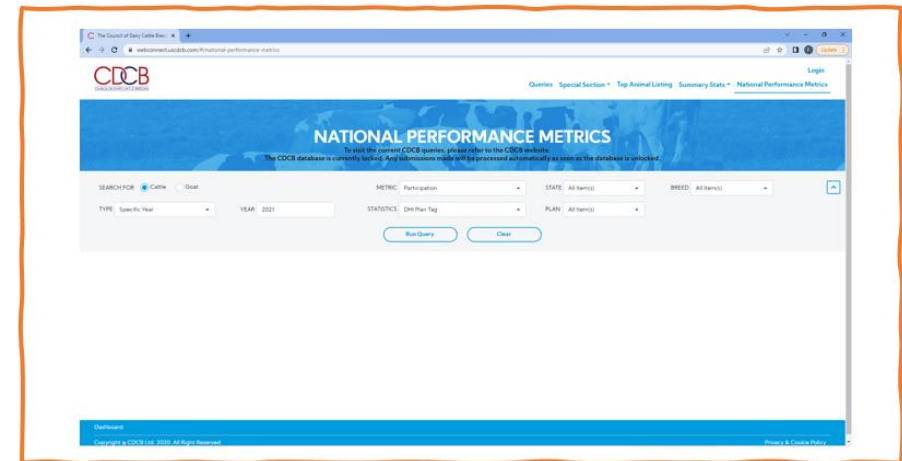 The Council of Dairy Cattle Bree
webconnect.uscdcb.com/#/national-performance-metrics
Update
CDCB
Login
Queries Special Section Top Animal Listing Summary Stats National Performance Metrics
NATIONAL PERFORMANCE METRICS
To visit the current CDCB queries, please refer to the CDCB website.
The CDCB database is currently locked. Any submissions made will be processed automatically as soon as the database is unlocked.
SEARCH FOR Cattle Goat METRIC Participation STATE All Item(s) BREED All Item(s)
TYPE Specific Year YEAR 2021 STATISTICS DHI Plan Tag PLAN All Item(s)
Run Query Clear
Dashboard
Copyright © CDCB Ltd. 2020. All Right Reserved Privacy & Cookie Policy